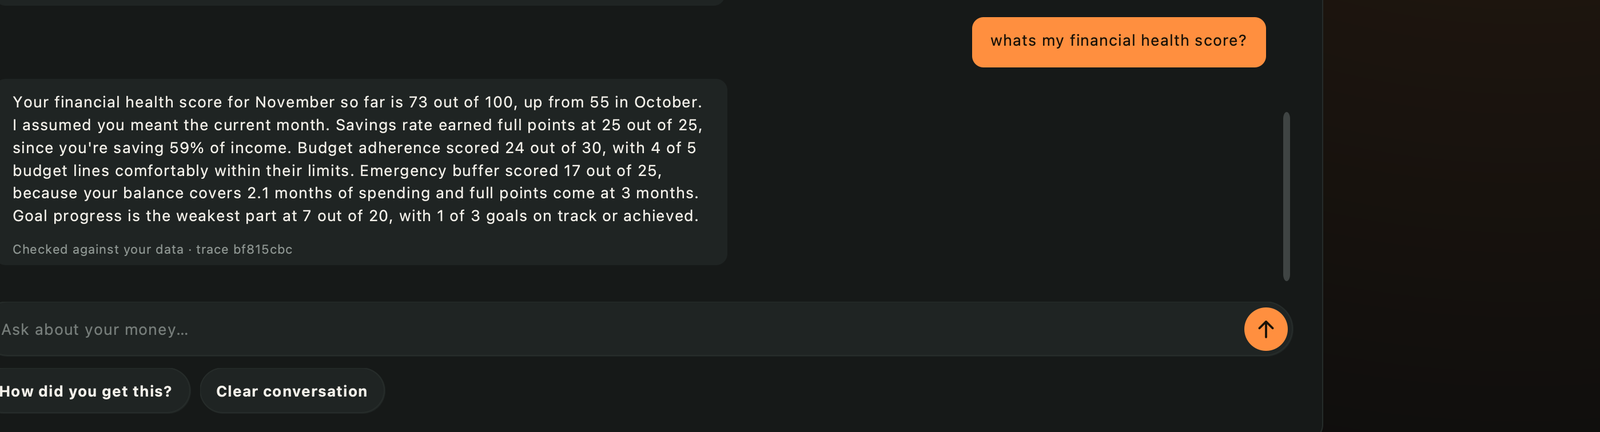 whats my financial health score?
Your financial health score for November so far is 73 out of 100, up from 55 in October.
I assumed you meant the current month. Savings rate earned full points at 25 out of 25,
since you're saving 59% of income. Budget adherence scored 24 out of 30, with 4 of 5
budget lines comfortably within their limits. Emergency buffer scored 17 out of 25,
because your balance covers 2.1 months of spending and full points come at 3 months.
Goal progress is the weakest part at 7 out of 20, with 1 of 3 goals on track or achieved.
Checked against your data · trace bf815cbc
Ask about your money…
How did you get this?
Clear conversation